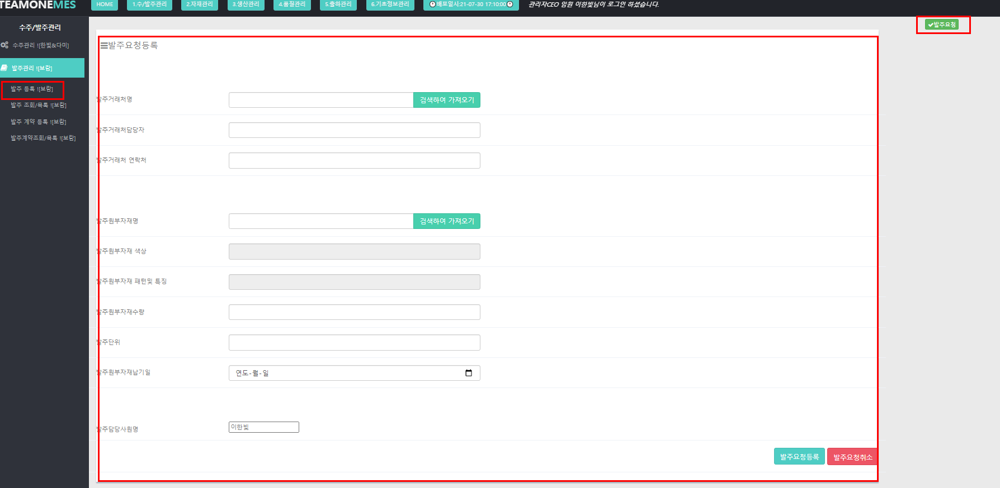 TEAMONEMES
HOME
1.수/발주관리
2.자재관리
3.생산관리
4.품질관리
5.출하관리
6.기초정보관리
배포일시:21-07-30 17:10:00
관리자CEO 임원 이한빛님이 로그인 하셨습니다.
수주/발주관리
수주관리 ![한빛&다미]
발주관리 ![보람]
발주 등록 ![보람]
발주 조회/목록 ![보람]
발주 계약 등록 ![보람]
발주계약조회/목록 ![보람]
발주요청
발주요청등록
발주거래처명
검색하여 가져오기
발주거래처담당자
발주거래처 연락처
발주원부자재명
검색하여 가져오기
발주원부자재 색상
발주원부자재 패턴및 특징
발주원부자재수량
발주단위
발주원부자재납기일
연도-월-일
발주담당사원명
이한빛
발주요청등록
발주요청취소